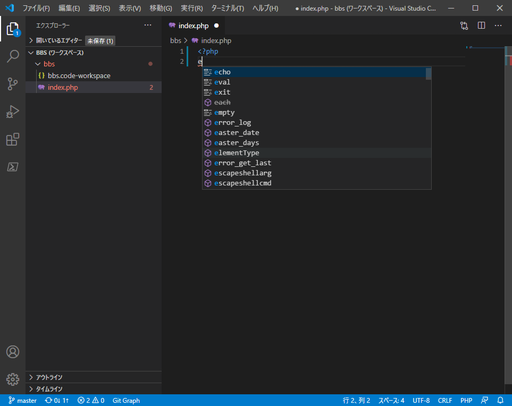 ファイル(F) 編集(E) 選択(S) 表示(V) 移動(G) 実行(R) ターミナル(T) ヘルプ(H) ● index.php - bbs (ワークスペース) - Visual Studio C...
エクスプローラー ...
開いているエディター 未保存 (1)
BBS (ワークスペース)
bbs
{} bbs.code-workspace
index.php 2
アウトライン
タイムライン
1
index.php ●
bbs > index.php
1 <?php
2 e
echo
eval
exit
each
empty
error_log
easter_date
easter_days
elementType
error_get_last
escapeshellarg
escapeshellcmd
master 0↓ 1↑ 2 0 Git Graph 行 2, 列 2 スペース: 4 UTF-8 CRLF PHP